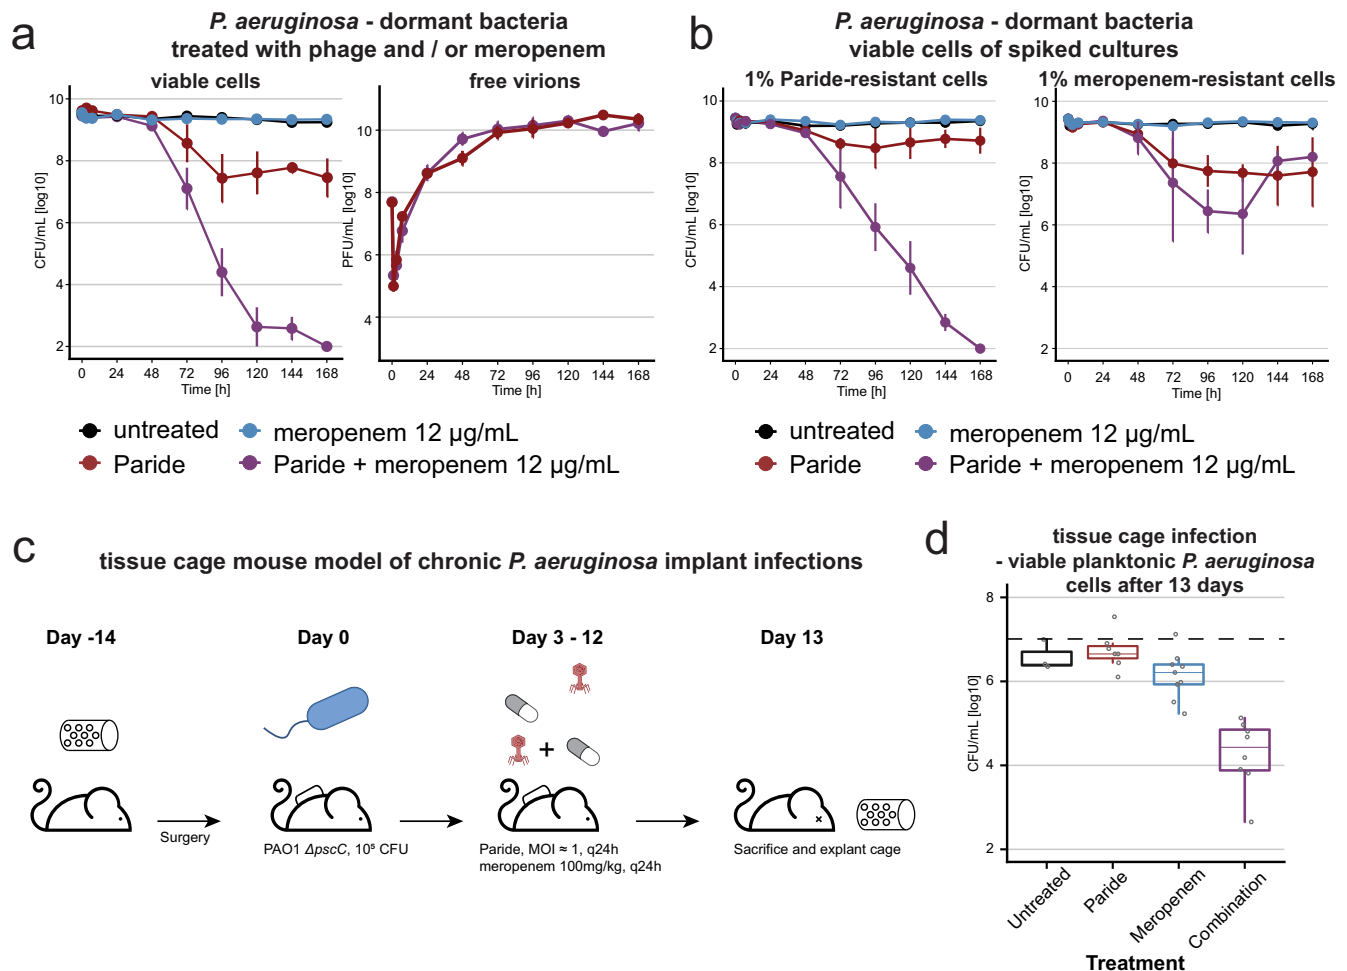 a
P. aeruginosa - dormant bacteria
treated with phage and / or meropenem
viable cells
free virions
CFU/mL [log10]
10
8
6
4
2
0 24 48 72 96 120 144 168
Time [h]
PFU/mL [log10]
10
8
6
4
0 24 48 72 96 120 144 168
Time [h]
untreated
meropenem 12 µg/mL
Paride
Paride + meropenem 12 µg/mL
b
P. aeruginosa - dormant bacteria
viable cells of spiked cultures
1% Paride-resistant cells
1% meropenem-resistant cells
CFU/mL [log10]
10
8
6
4
2
0 24 48 72 96 120 144 168
Time [h]
CFU/mL [log10]
10
8
6
4
2
0 24 48 72 96 120 144 168
Time [h]
untreated
meropenem 12 µg/mL
Paride
Paride + meropenem 12 µg/mL
c
tissue cage mouse model of chronic P. aeruginosa implant infections
Day -14
Day 0
Day 3 - 12
Day 13
+
Surgery
PAO1 ΔpscC, 10⁵ CFU
Paride, MOI ≈ 1, q24h
meropenem 100mg/kg, q24h
Sacrifice and explant cage
d
tissue cage infection
- viable planktonic P. aeruginosa
cells after 13 days
CFU/mL [log10]
8
6
4
2
Untreated
Paride
Meropenem
Combination
Treatment